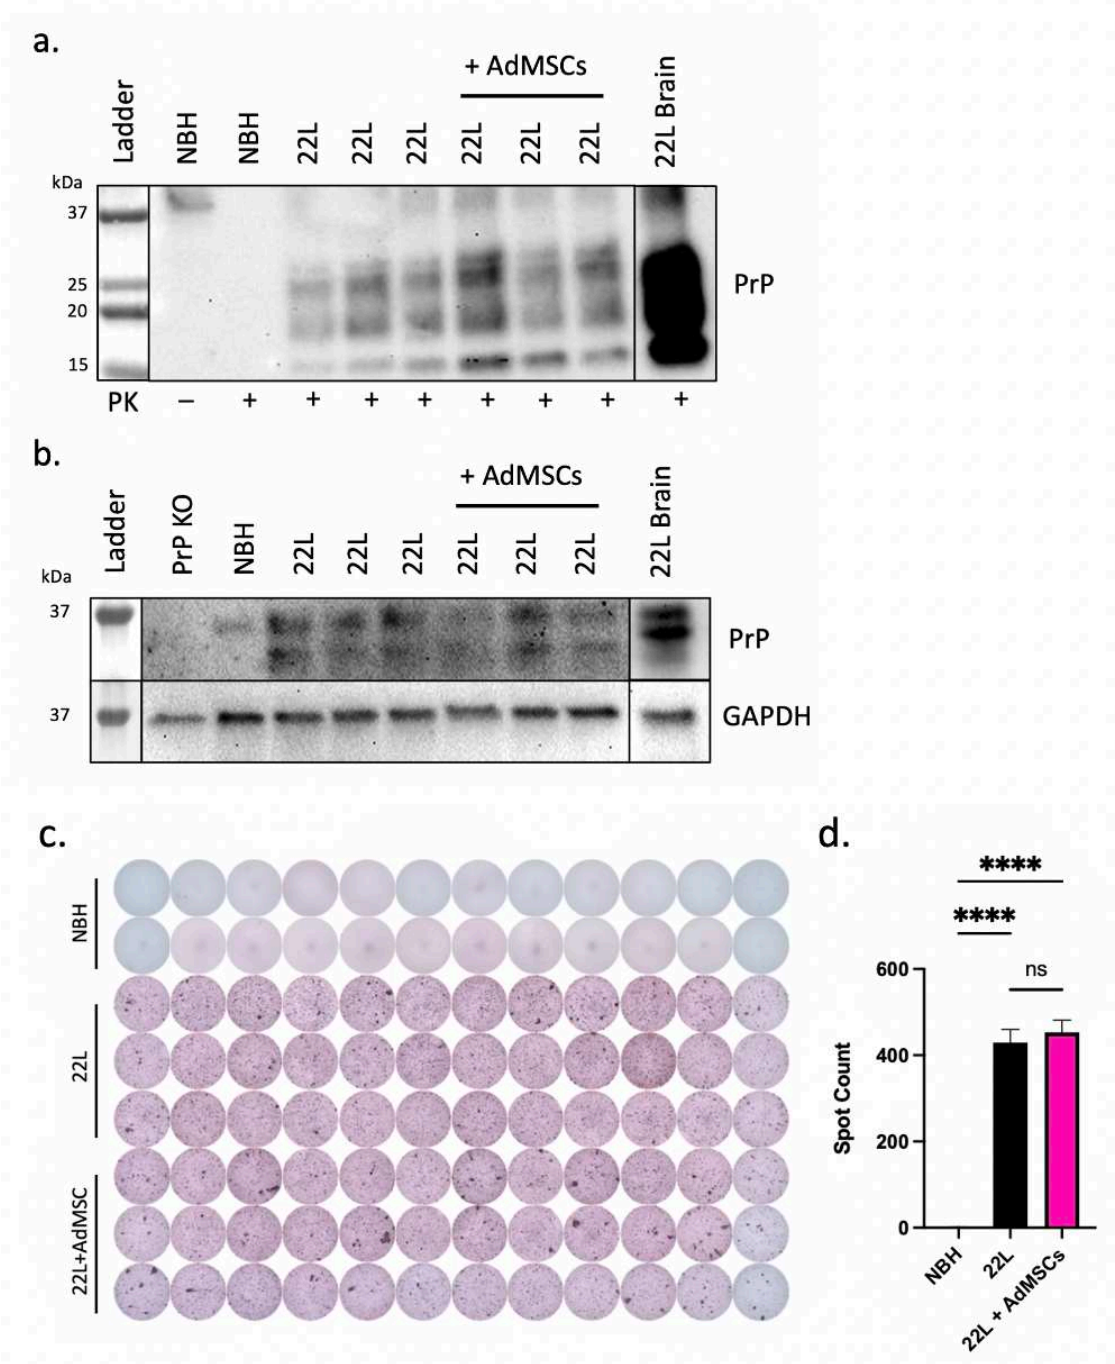 a.
+ AdMSCs
Ladder NBH NBH 22L 22L 22L 22L 22L 22L 22L Brain
kDa
37
25
20
15
PrP
PK − + + + + + + + +
b.
+ AdMSCs
Ladder PrP KO NBH 22L 22L 22L 22L 22L 22L 22L Brain
kDa
37
PrP
37
GAPDH
c.
NBH
22L
22L+AdMSC
d.
****
****
ns
600
400
200
0
Spot Count
NBH
22L
22L + AdMSCs